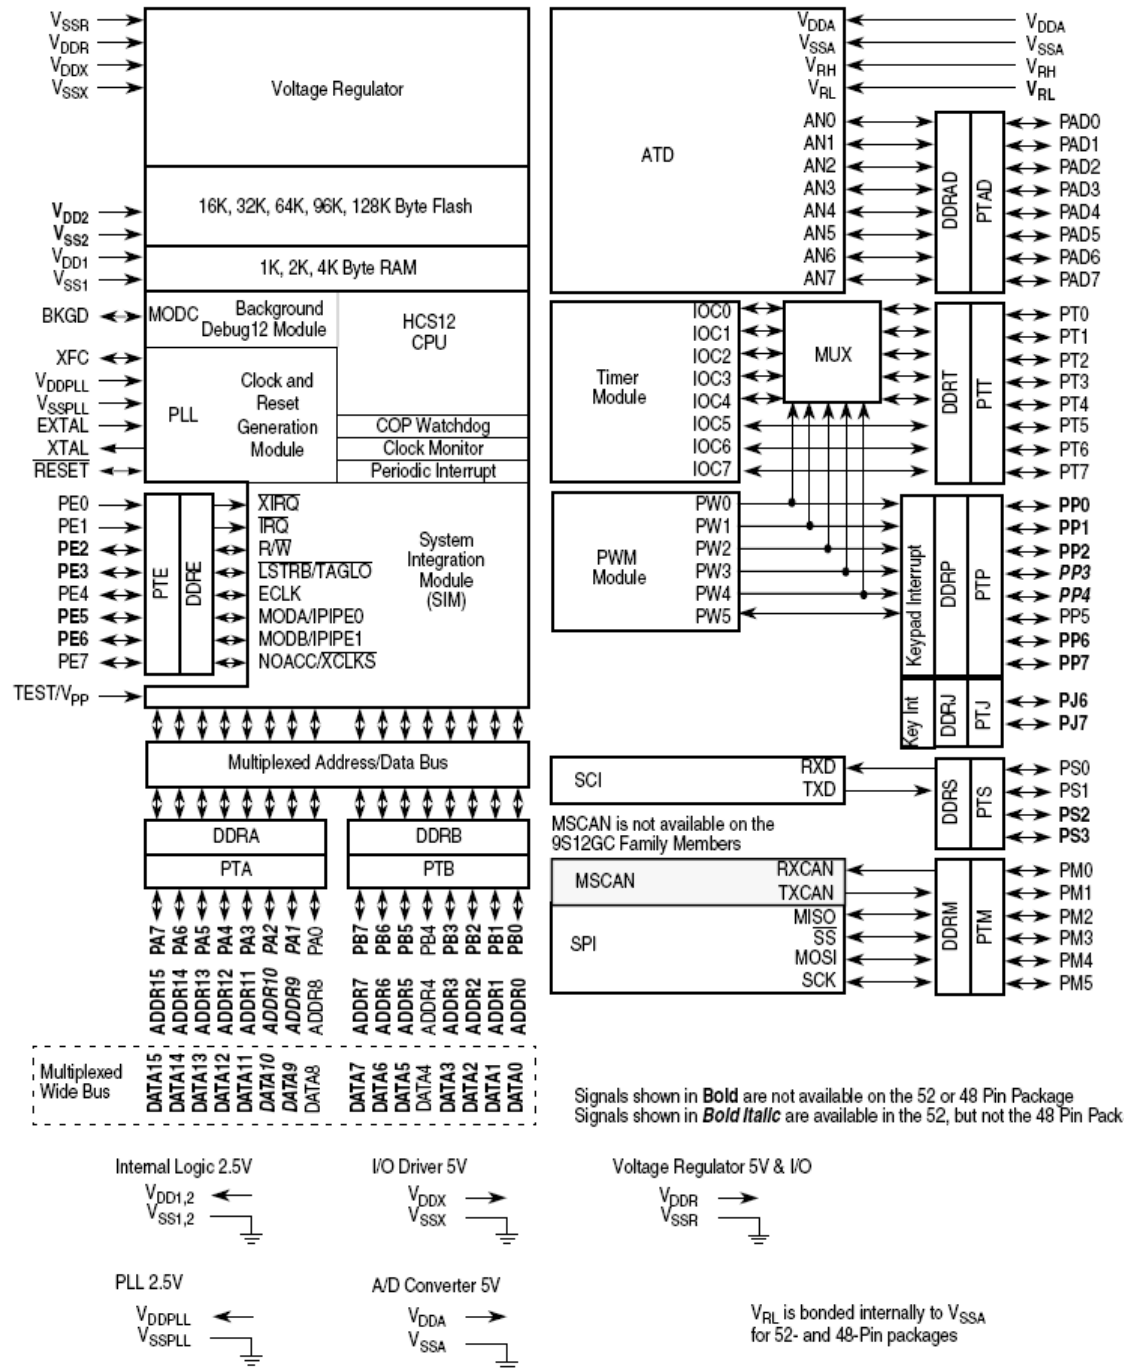 VSSR
VDDR
VDDX
VSSX
Voltage Regulator
16K, 32K, 64K, 96K, 128K Byte Flash
VDD2
VSS2
VDD1
VSS1
1K, 2K, 4K Byte RAM
BKGD
MODC
Background
Debug12 Module
HCS12
CPU
XFC
VDDPLL
VSSPLL
EXTAL
XTAL
RESET
PLL
Clock and
Reset
Generation
Module
COP Watchdog
Clock Monitor
Periodic Interrupt
PE0
PE1
PE2
PE3
PE4
PE5
PE6
PE7
PTE
DDRE
XIRQ
IRQ
R/W
LSTRB/TAGLO
ECLK
MODA/IPIPE0
MODB/IPIPE1
NOACC/XCLKS
System
Integration
Module
(SIM)
TEST/VPP
Multiplexed Address/Data Bus
DDRA
DDRB
PTA
PTB
PA7 PA6 PA5 PA4 PA3 PA2 PA1 PA0
PB7 PB6 PB5 PB4 PB3 PB2 PB1 PB0
ADDR15 ADDR14 ADDR13 ADDR12 ADDR11 ADDR10 ADDR9 ADDR8
ADDR7 ADDR6 ADDR5 ADDR4 ADDR3 ADDR2 ADDR1 ADDR0
Multiplexed
Wide Bus
DATA15 DATA14 DATA13 DATA12 DATA11 DATA10 DATA9 DATA8
DATA7 DATA6 DATA5 DATA4 DATA3 DATA2 DATA1 DATA0
ATD
VDDA
VSSA
VRH
VRL
AN0
AN1
AN2
AN3
AN4
AN5
AN6
AN7
DDRAD
PTAD
VDDA
VSSA
VRH
VRL
PAD0
PAD1
PAD2
PAD3
PAD4
PAD5
PAD6
PAD7
Timer
Module
IOC0
IOC1
IOC2
IOC3
IOC4
IOC5
IOC6
IOC7
MUX
DDRT
PTT
PT0
PT1
PT2
PT3
PT4
PT5
PT6
PT7
PWM
Module
PW0
PW1
PW2
PW3
PW4
PW5
Keypad Interrupt
DDRP
PTP
PP0
PP1
PP2
PP3
PP4
PP5
PP6
PP7
Key Int
DDRJ
PTJ
PJ6
PJ7
SCI
RXD
TXD
DDRS
PTS
PS0
PS1
PS2
PS3
MSCAN is not available on the
9S12GC Family Members
MSCAN
RXCAN
TXCAN
SPI
MISO
SS
MOSI
SCK
DDRM
PTM
PM0
PM1
PM2
PM3
PM4
PM5
Signals shown in Bold are not available on the 52 or 48 Pin Package
Signals shown in Bold Italic are available in the 52, but not the 48 Pin Pack
Internal Logic 2.5V
VDD1,2
VSS1,2
I/O Driver 5V
VDDX
VSSX
Voltage Regulator 5V & I/O
VDDR
VSSR
PLL 2.5V
VDDPLL
VSSPLL
A/D Converter 5V
VDDA
VSSA
VRL is bonded internally to VSSA
for 52- and 48-Pin packages